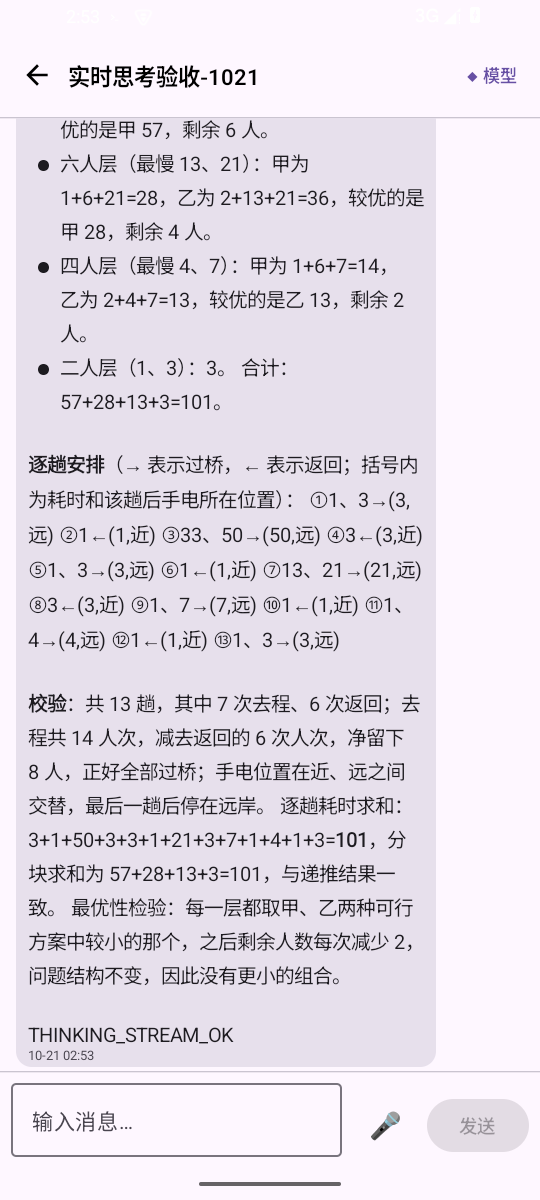 2:53
3G
实时思考验收-1021
◆ 模型
优的是甲 57，剩余 6 人。
● 六人层（最慢 13、21）：甲为
1+6+21=28，乙为 2+13+21=36，较优的是
甲 28，剩余 4 人。
● 四人层（最慢 4、7）：甲为 1+6+7=14，
乙为 2+4+7=13，较优的是乙 13，剩余 2
人。
● 二人层（1、3）：3。 合计：
57+28+13+3=101。
逐趟安排（→ 表示过桥，← 表示返回；括号内
为耗时和该趟后手电所在位置）： ①1、3→(3,
远) ②1←(1,近) ③33、50→(50,远) ④3←(3,近)
⑤1、3→(3,远) ⑥1←(1,近) ⑦13、21→(21,远)
⑧3←(3,近) ⑨1、7→(7,远) ⑩1←(1,近) ⑪1、
4→(4,远) ⑫1←(1,近) ⑬1、3→(3,远)
校验：共 13 趟，其中 7 次去程、6 次返回；去
程共 14 人次，减去返回的 6 次人次，净留下
8 人，正好全部过桥；手电位置在近、远之间
交替，最后一趟后停在远岸。 逐趟耗时求和：
3+1+50+3+3+1+21+3+7+1+4+1+3=101，分
块求和为 57+28+13+3=101，与递推结果一
致。 最优性检验：每一层都取甲、乙两种可行
方案中较小的那个，之后剩余人数每次减少 2，
问题结构不变，因此没有更小的组合。
THINKING_STREAM_OK
10-21 02:53
输入消息…
发送